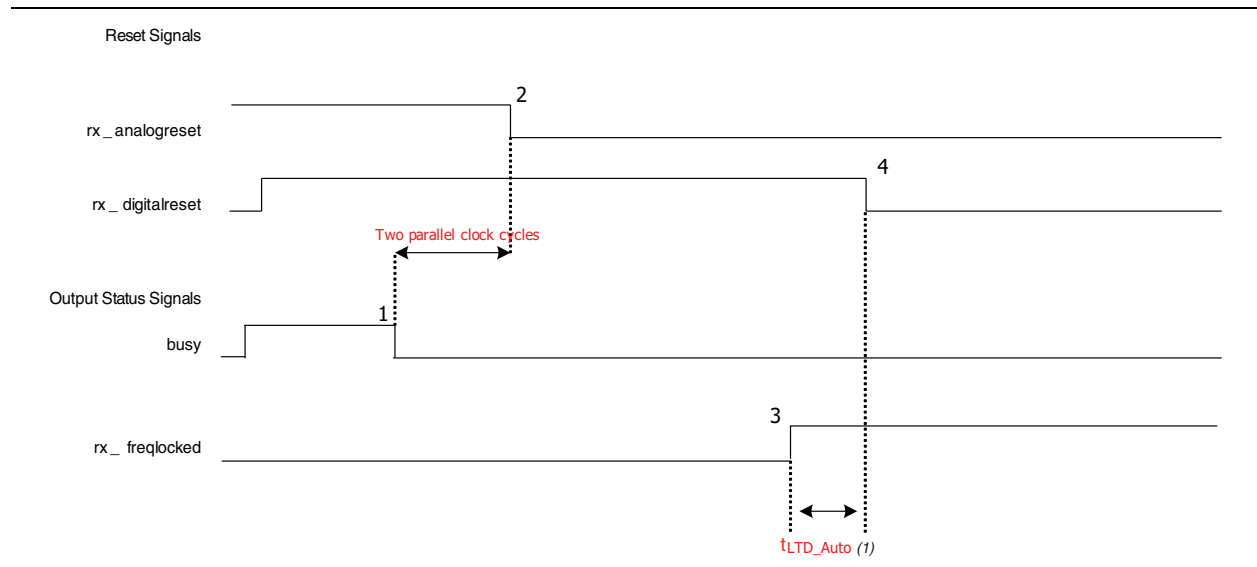 Reset Signals
2
rx _ analogreset
4
rx _ digitalreset
Two parallel clock cycles
Output Status Signals
1
busy
3
rx _ freqlocked
tLTD_Auto (1)